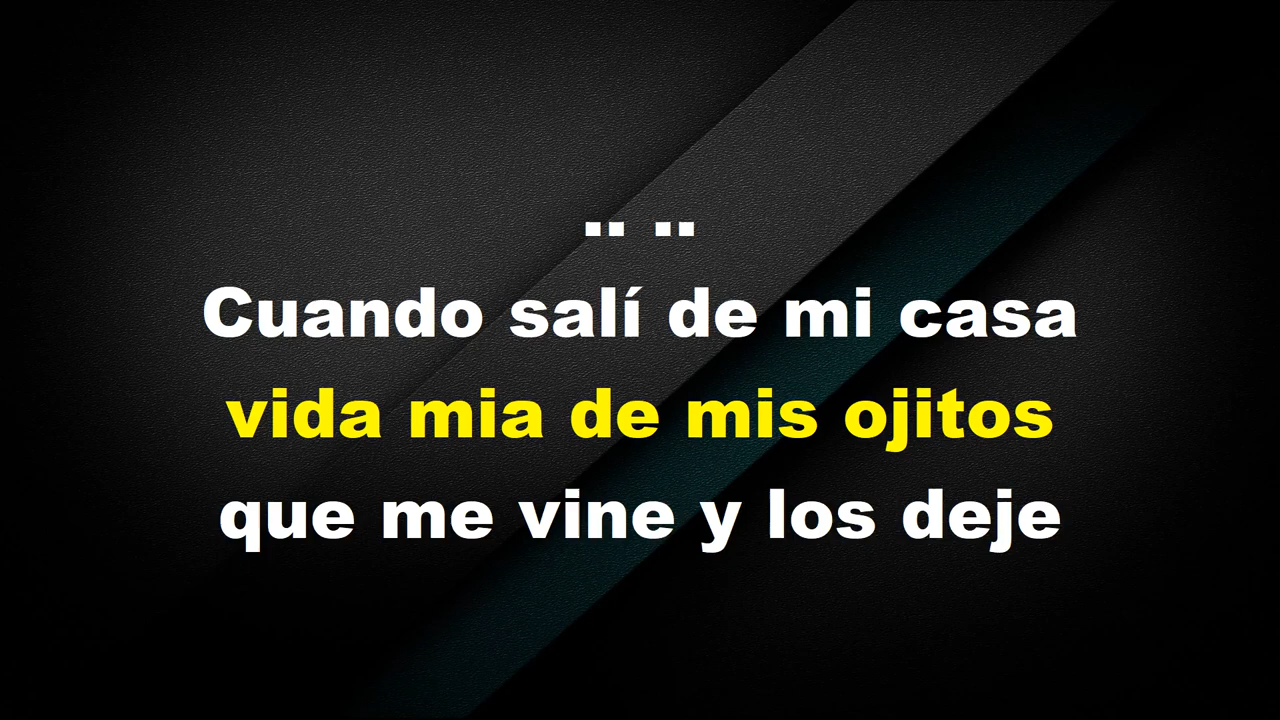 .. ..
Cuando salí de mi casa
vida mia de mis ojitos
que me vine y los deje